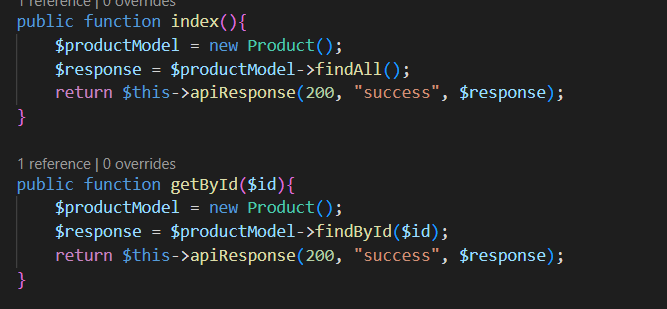 1 reference | 0 overrides
public function index(){
    $productModel = new Product();
    $response = $productModel->findAll();
    return $this->apiResponse(200, "success", $response);
}
1 reference | 0 overrides
public function getById($id){
    $productModel = new Product();
    $response = $productModel->findById($id);
    return $this->apiResponse(200, "success", $response);
}